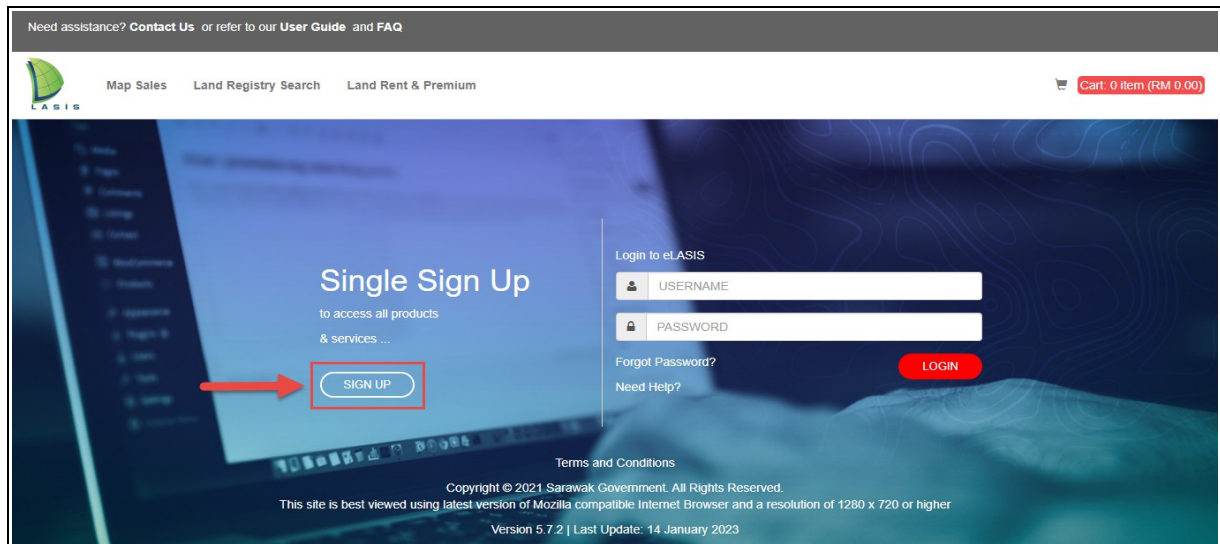 Need assistance? Contact Us or refer to our User Guide and FAQ
LASIS
Map Sales Land Registry Search Land Rent & Premium
Cart: 0 item (RM 0.00)
Single Sign Up
to access all products
& services ...
SIGN UP
Login to eLASIS
USERNAME
PASSWORD
Forgot Password?
LOGIN
Need Help?
Terms and Conditions
Copyright © 2021 Sarawak Government. All Rights Reserved.
This site is best viewed using latest version of Mozilla compatible Internet Browser and a resolution of 1280 x 720 or higher
Version 5.7.2 | Last Update: 14 January 2023